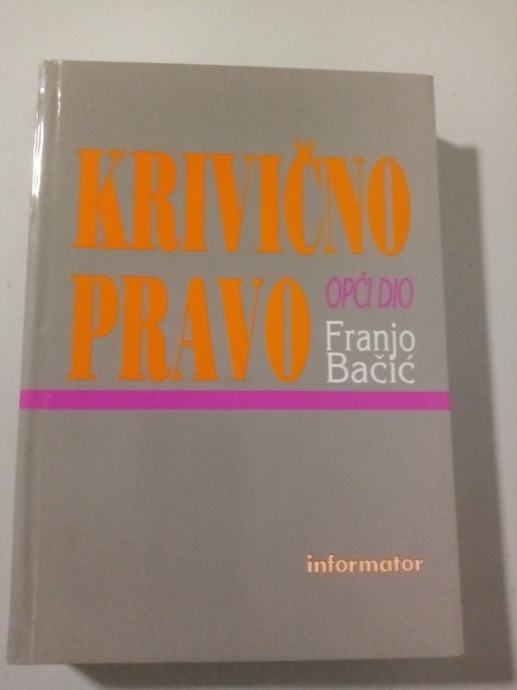 KRIVIČNO
PRAVO
OPĆI DIO
Franjo
Bačić
informator